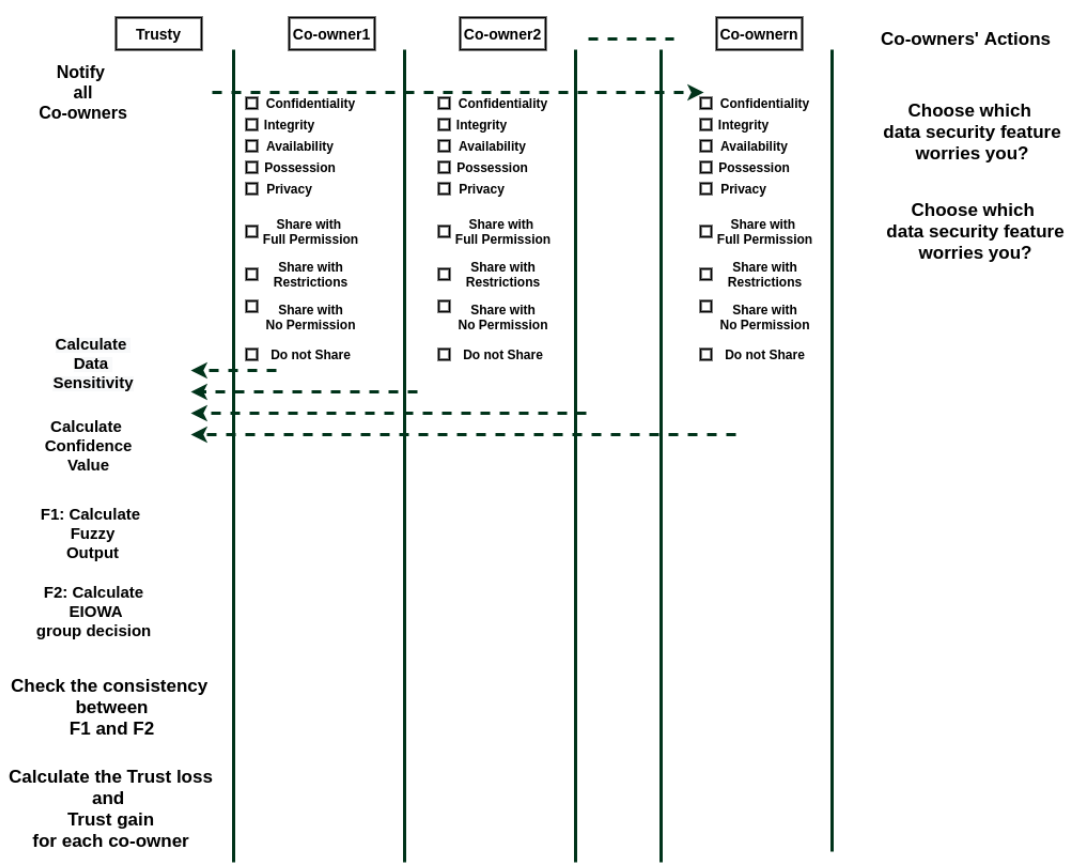 Trusty
Co-owner1
Co-owner2
Co-ownern
Co-owners' Actions
Notify
all
Co-owners
Confidentiality
Integrity
Availability
Possession
Privacy
Share with
Full Permission
Share with
Restrictions
Share with
No Permission
Do not Share
Confidentiality
Integrity
Availability
Possession
Privacy
Share with
Full Permission
Share with
Restrictions
Share with
No Permission
Do not Share
Confidentiality
Integrity
Availability
Possession
Privacy
Share with
Full Permission
Share with
Restrictions
Share with
No Permission
Do not Share
Choose which
data security feature
worries you?
Choose which
data security feature
worries you?
Calculate
Data
Sensitivity
Calculate
Confidence
Value
F1: Calculate
Fuzzy
Output
F2: Calculate
EIOWA
group decision
Check the consistency
between
F1 and F2
Calculate the Trust loss
and
Trust gain
for each co-owner